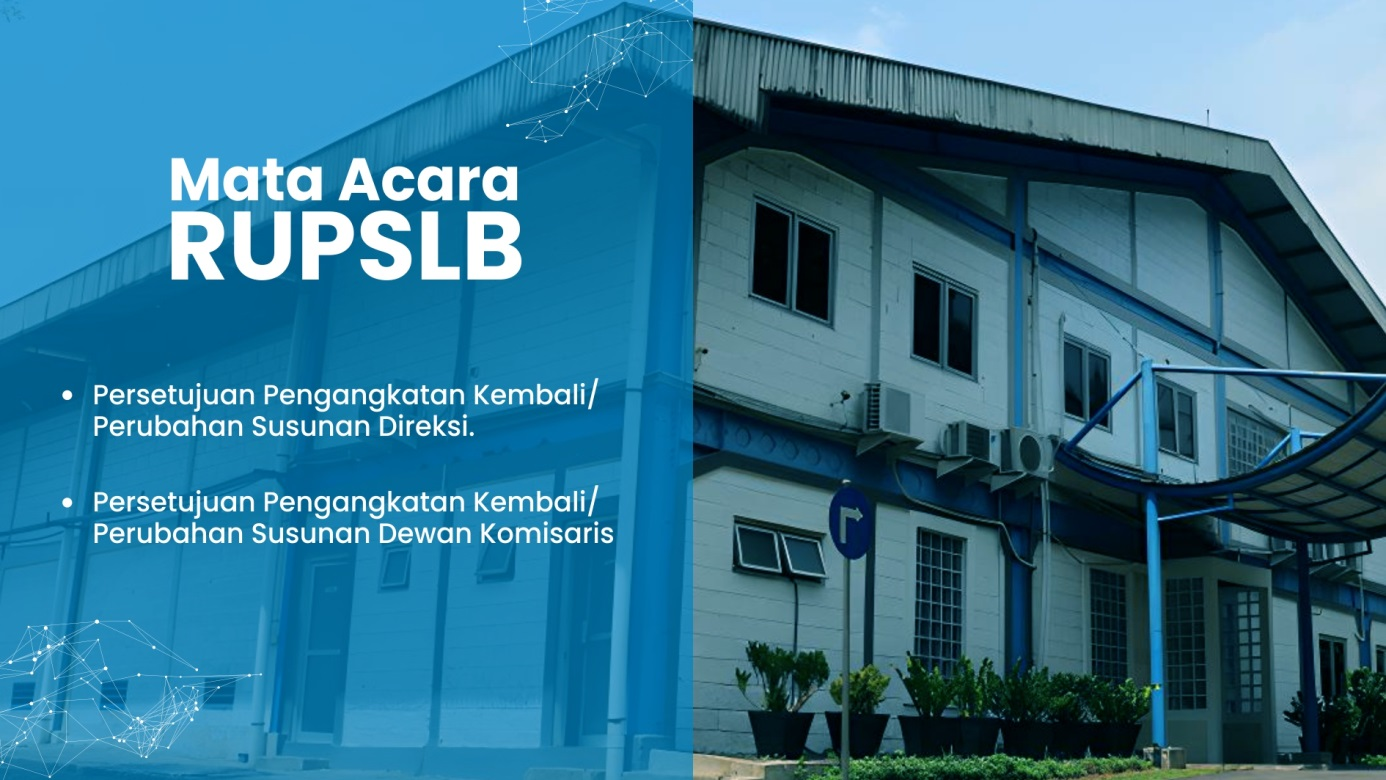 Mata Acara
RUPSLB
• Persetujuan Pengangkatan Kembali/
Perubahan Susunan Direksi.
• Persetujuan Pengangkatan Kembali/
Perubahan Susunan Dewan Komisaris